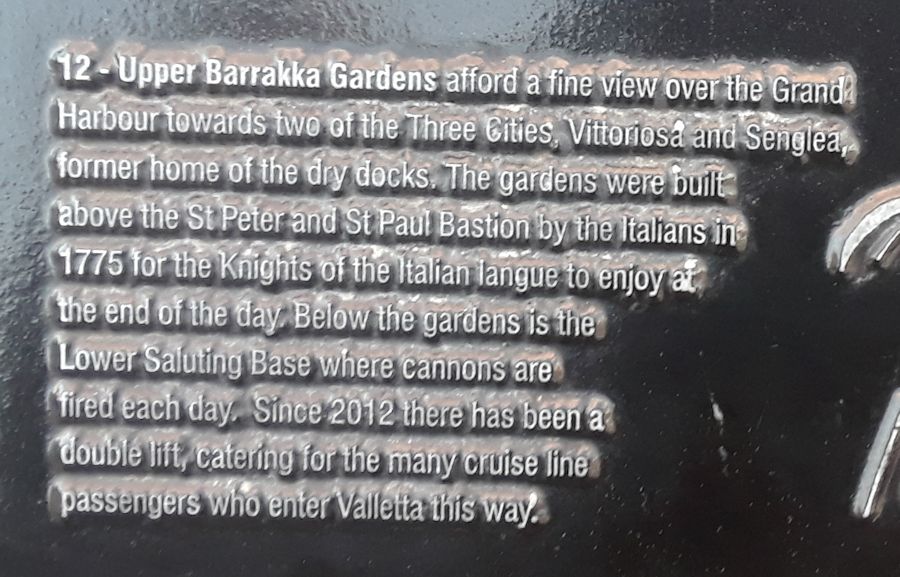 12 - Upper Barrakka Gardens afford a fine view over the Grand
Harbour towards two of the Three Cities, Vittoriosa and Senglea,
former home of the dry docks. The gardens were built
above the St Peter and St Paul Bastion by the Italians in
1775 for the Knights of the Italian langue to enjoy at
the end of the day. Below the gardens is the
Lower Saluting Base where cannons are
fired each day. Since 2012 there has been a
double lift, catering for the many cruise line
passengers who enter Valletta this way.